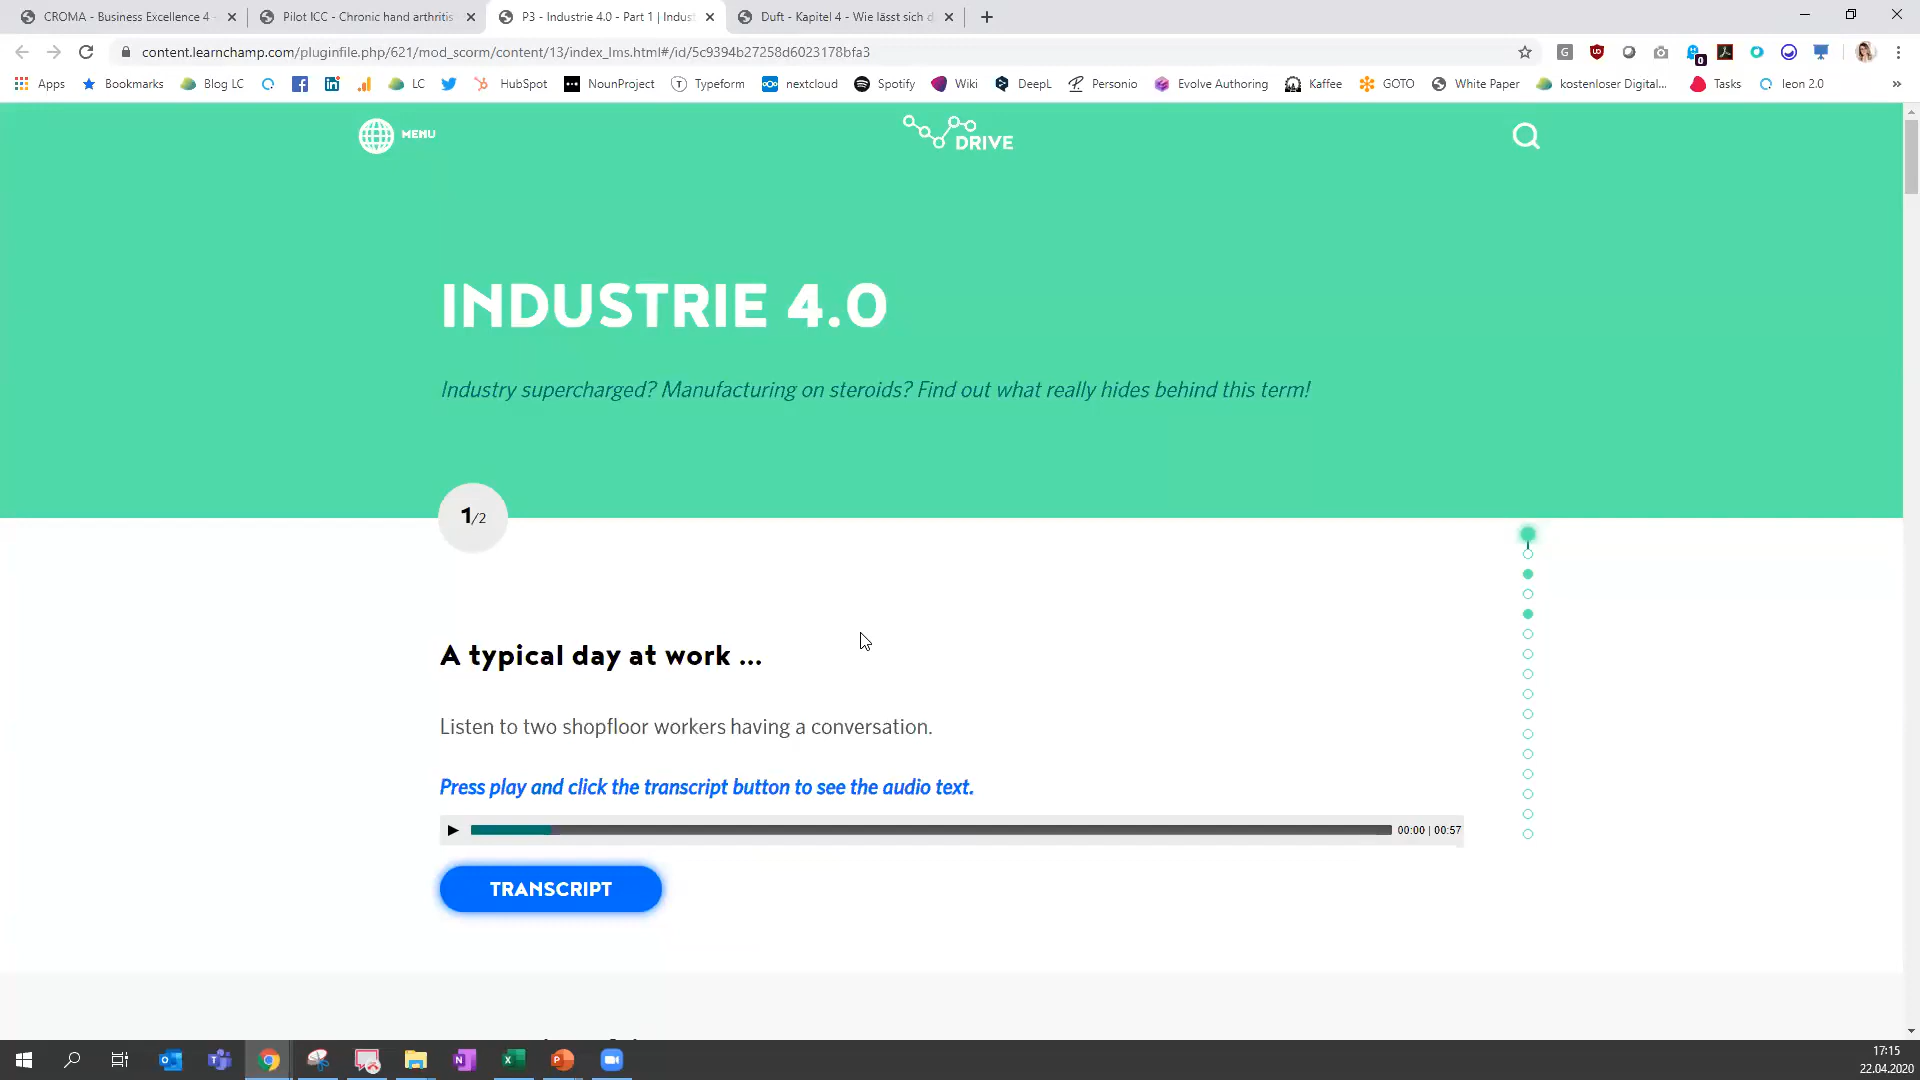 CROMA - Business Excellence 4 -
Pilot ICC - Chronic hand arthritis
P3 - Industrie 4.0 - Part 1 | Indus
Duft - Kapitel 4 - Wie lässt sich d
content.learnchamp.com/pluginfile.php/621/mod_scorm/content/13/index_lms.html#/id/5c9394b27258d6023178bfa3
Apps
Bookmarks
Blog LC
LC
HubSpot
NounProject
Typeform
nextcloud
Spotify
Wiki
DeepL
Personio
Evolve Authoring
Kaffee
GOTO
White Paper
kostenloser Digital...
Tasks
leon 2.0
MENU
DRIVE
INDUSTRIE 4.0
Industry supercharged? Manufacturing on steroids? Find out what really hides behind this term!
1/2
A typical day at work ...
Listen to two shopfloor workers having a conversation.
Press play and click the transcript button to see the audio text.
00:00 | 00:57
TRANSCRIPT
17:15
22.04.2020